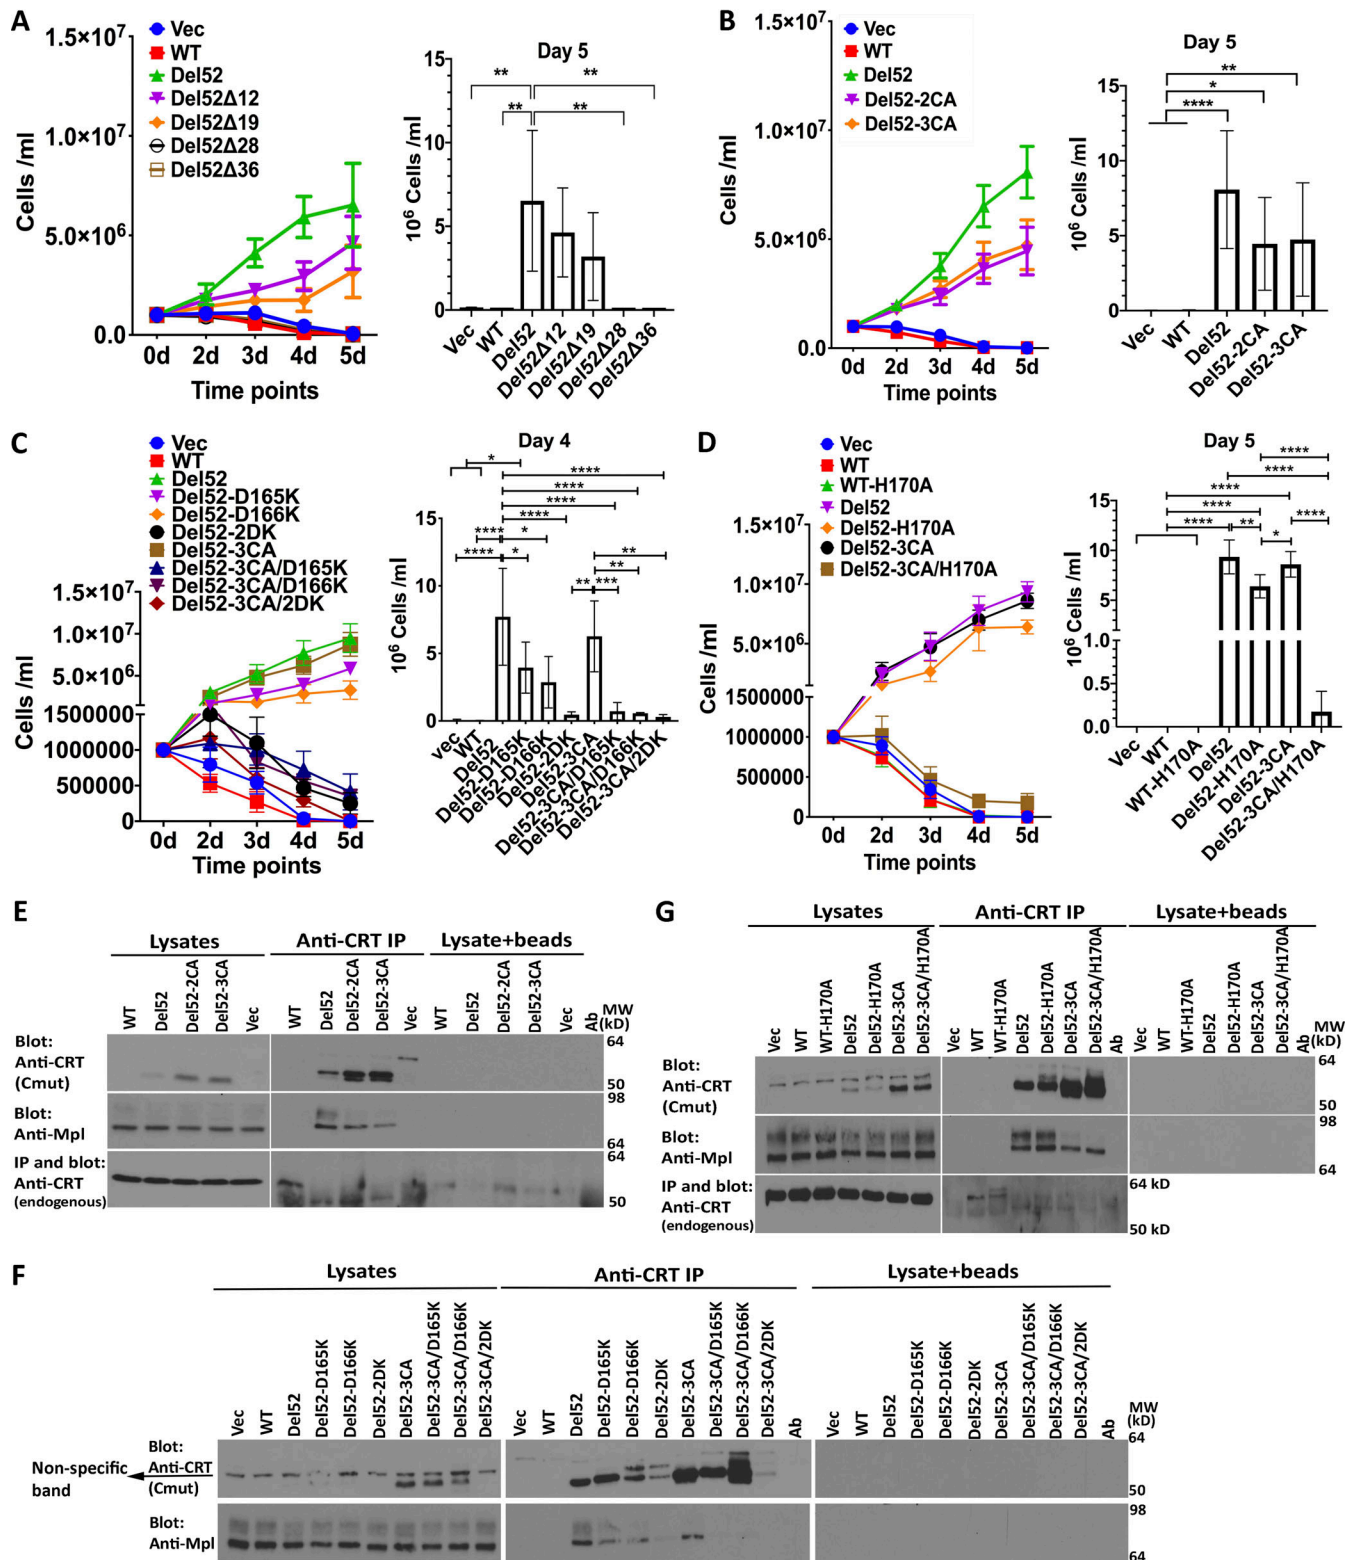 A
1.5×10⁷
1.0×10⁷
5.0×10⁶
0.0
Cells /ml
0d 2d 3d 4d 5d
Time points
Vec
WT
Del52
Del52Δ12
Del52Δ19
Del52Δ28
Del52Δ36
Day 5
** **
** **
10⁶ Cells /ml
15
10
5
0
Vec
WT
Del52
Del52Δ12
Del52Δ19
Del52Δ28
Del52Δ36
B
1.5×10⁷
1.0×10⁷
5.0×10⁶
0.0
Cells /ml
0d 2d 3d 4d 5d
Time points
Vec
WT
Del52
Del52-2CA
Del52-3CA
Day 5
**
*
****
10⁶ Cells /ml
15
10
5
0
Vec
WT
Del52
Del52-2CA
Del52-3CA
C
Vec
WT
Del52
Del52-D165K
Del52-D166K
Del52-2DK
Del52-3CA
Del52-3CA/D165K
Del52-3CA/D166K
Del52-3CA/2DK
1.5×10⁷
1.0×10⁷
5.0×10⁶
1500000
1000000
500000
0
Cells /ml
0d 2d 3d 4d 5d
Time points
Day 4
*
****
****
****
****
**** *
**** *
**
**
** ***
10⁶ Cells /ml
15
10
5
0
vec
WT
Del52
Del52-D165K
Del52-D166K
Del52-2DK
Del52-3CA
Del52-3CA/D165K
Del52-3CA/D166K
Del52-3CA/2DK
D
Vec
WT
WT-H170A
Del52
Del52-H170A
Del52-3CA
Del52-3CA/H170A
1.5×10⁷
1.0×10⁷
5.0×10⁶
1500000
1000000
500000
0
Cells /ml
0d 2d 3d 4d 5d
Time points
Day 5
****
****
****
****
**** ** ****
*
10⁶ Cells /ml
15
10
5
1.0
0.5
0.0
Vec
WT
WT-H170A
Del52
Del52-H170A
Del52-3CA
Del52-3CA/H170A
E
Lysates Anti-CRT IP Lysate+beads
WT Del52 Del52-2CA Del52-3CA Vec WT Del52 Del52-2CA Del52-3CA Vec WT Del52 Del52-2CA Del52-3CA Vec Ab
MW
(kD)
Blot:
Anti-CRT
(Cmut)
64
50
Blot:
Anti-Mpl
98
64
IP and blot:
Anti-CRT
(endogenous)
64
50
G
Lysates Anti-CRT IP Lysate+beads
Vec WT WT-H170A Del52 Del52-H170A Del52-3CA Del52-3CA/H170A Vec WT WT-H170A Del52 Del52-H170A Del52-3CA Del52-3CA/H170A Ab Vec WT WT-H170A Del52 Del52-H170A Del52-3CA Del52-3CA/H170A Ab
MW
(kD)
Blot:
Anti-CRT
(Cmut)
64
50
Blot:
Anti-Mpl
98
64
IP and blot:
Anti-CRT
(endogenous)
64 kD
50 kD
F
Lysates Anti-CRT IP Lysate+beads
Vec WT Del52 Del52-D165K Del52-D166K Del52-2DK Del52-3CA Del52-3CA/D165K Del52-3CA/D166K Del52-3CA/2DK Vec WT Del52 Del52-D165K Del52-D166K Del52-2DK Del52-3CA Del52-3CA/D165K Del52-3CA/D166K Del52-3CA/2DK Ab Vec WT Del52 Del52-D165K Del52-D166K Del52-2DK Del52-3CA Del52-3CA/D165K Del52-3CA/D166K Del52-3CA/2DK Ab
MW
(kD)
Non-specific
band
Blot:
Anti-CRT
(Cmut)
64
50
Blot:
Anti-Mpl
98
64